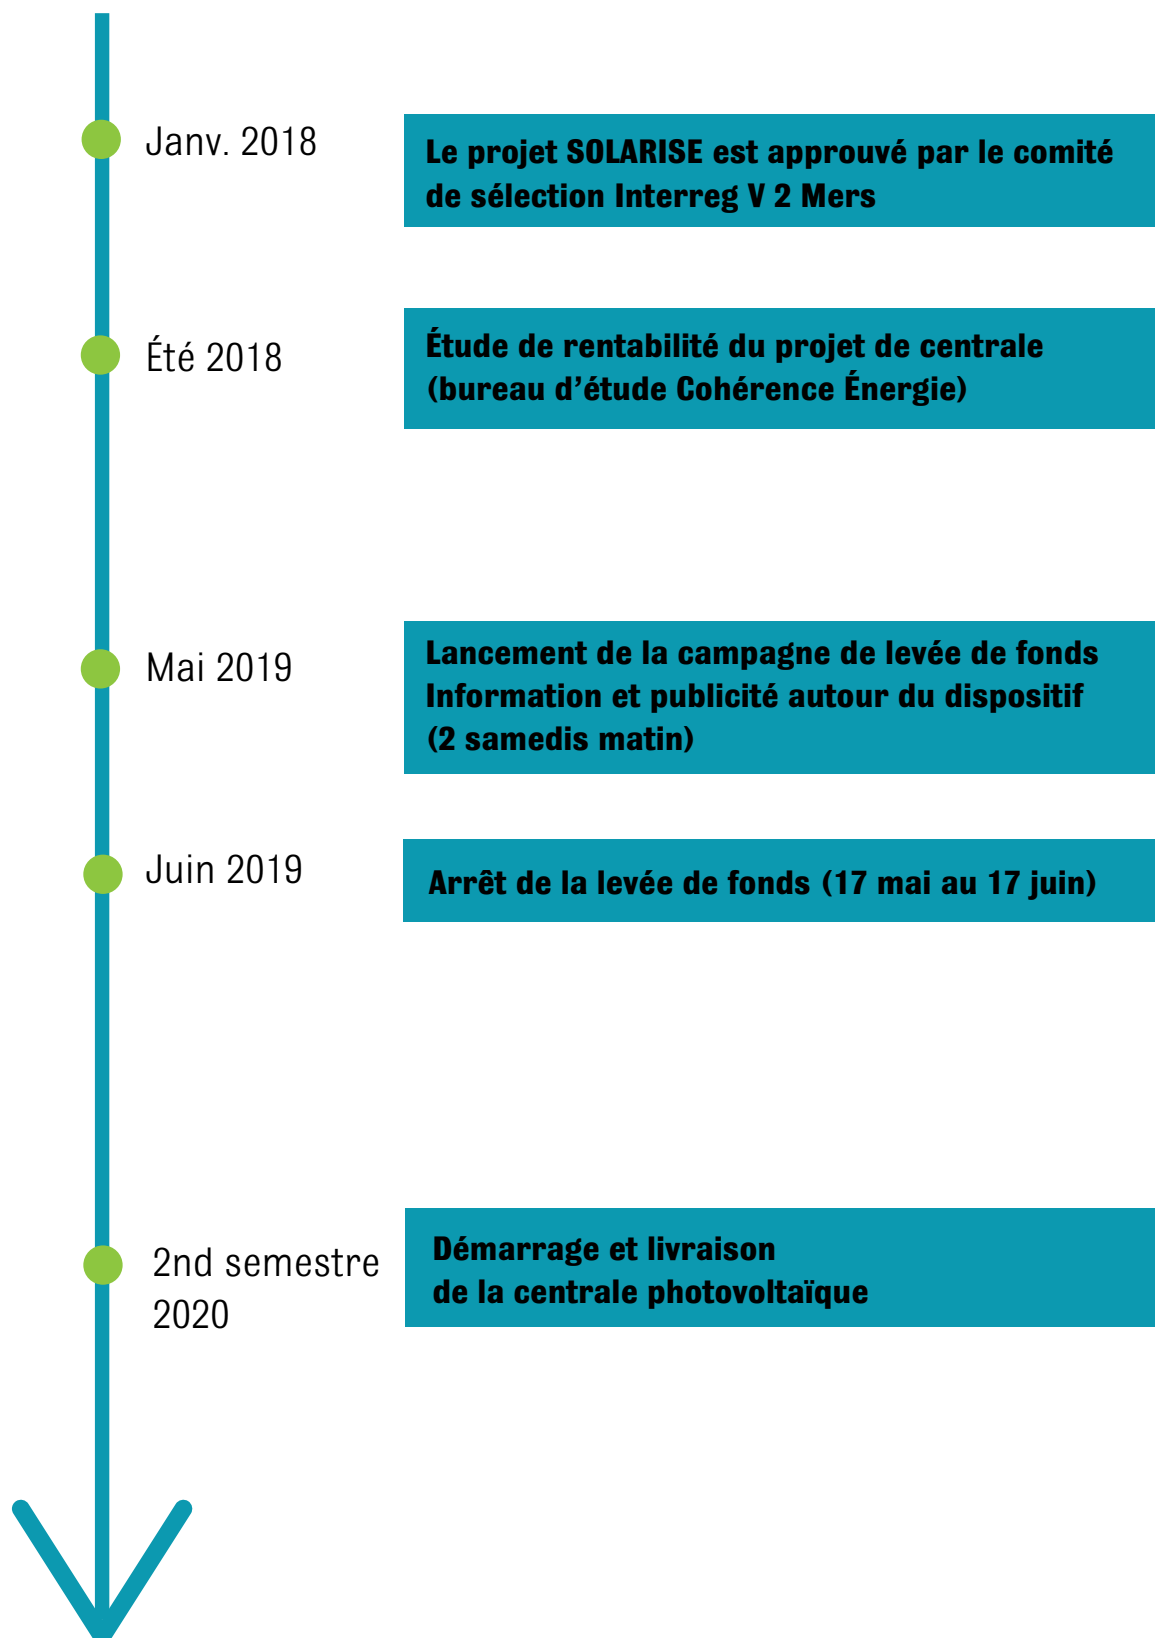 Janv. 2018
Le projet SOLARISE est approuvé par le comité
de sélection Interreg V 2 Mers
Été 2018
Étude de rentabilité du projet de centrale
(bureau d’étude Cohérence Énergie)
Mai 2019
Lancement de la campagne de levée de fonds
Information et publicité autour du dispositif
(2 samedis matin)
Juin 2019
Arrêt de la levée de fonds (17 mai au 17 juin)
2nd semestre
2020
Démarrage et livraison
de la centrale photovoltaïque